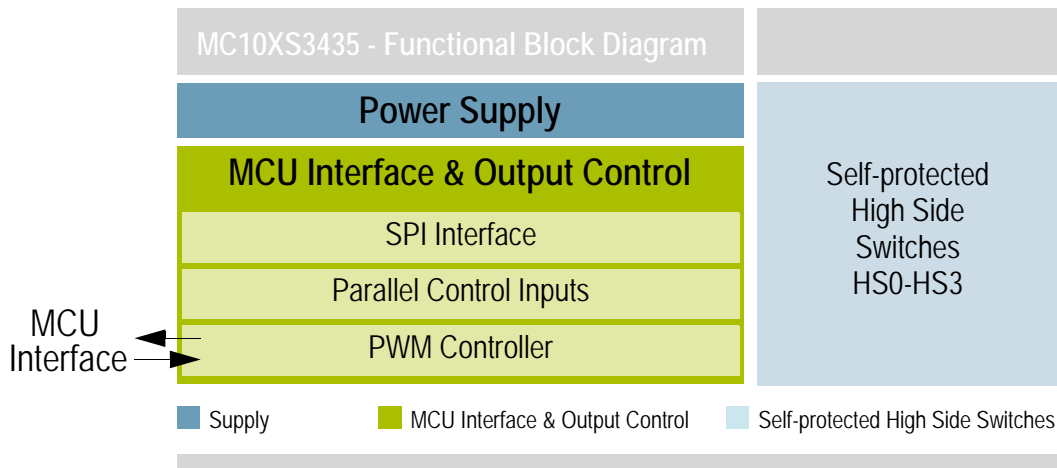 MC10XS3435 - Functional Block Diagram
Power Supply
MCU Interface & Output Control
SPI Interface
Parallel Control Inputs
PWM Controller
MCU
Interface
Self-protected
High Side
Switches
HS0-HS3
Supply
MCU Interface & Output Control
Self-protected High Side Switches